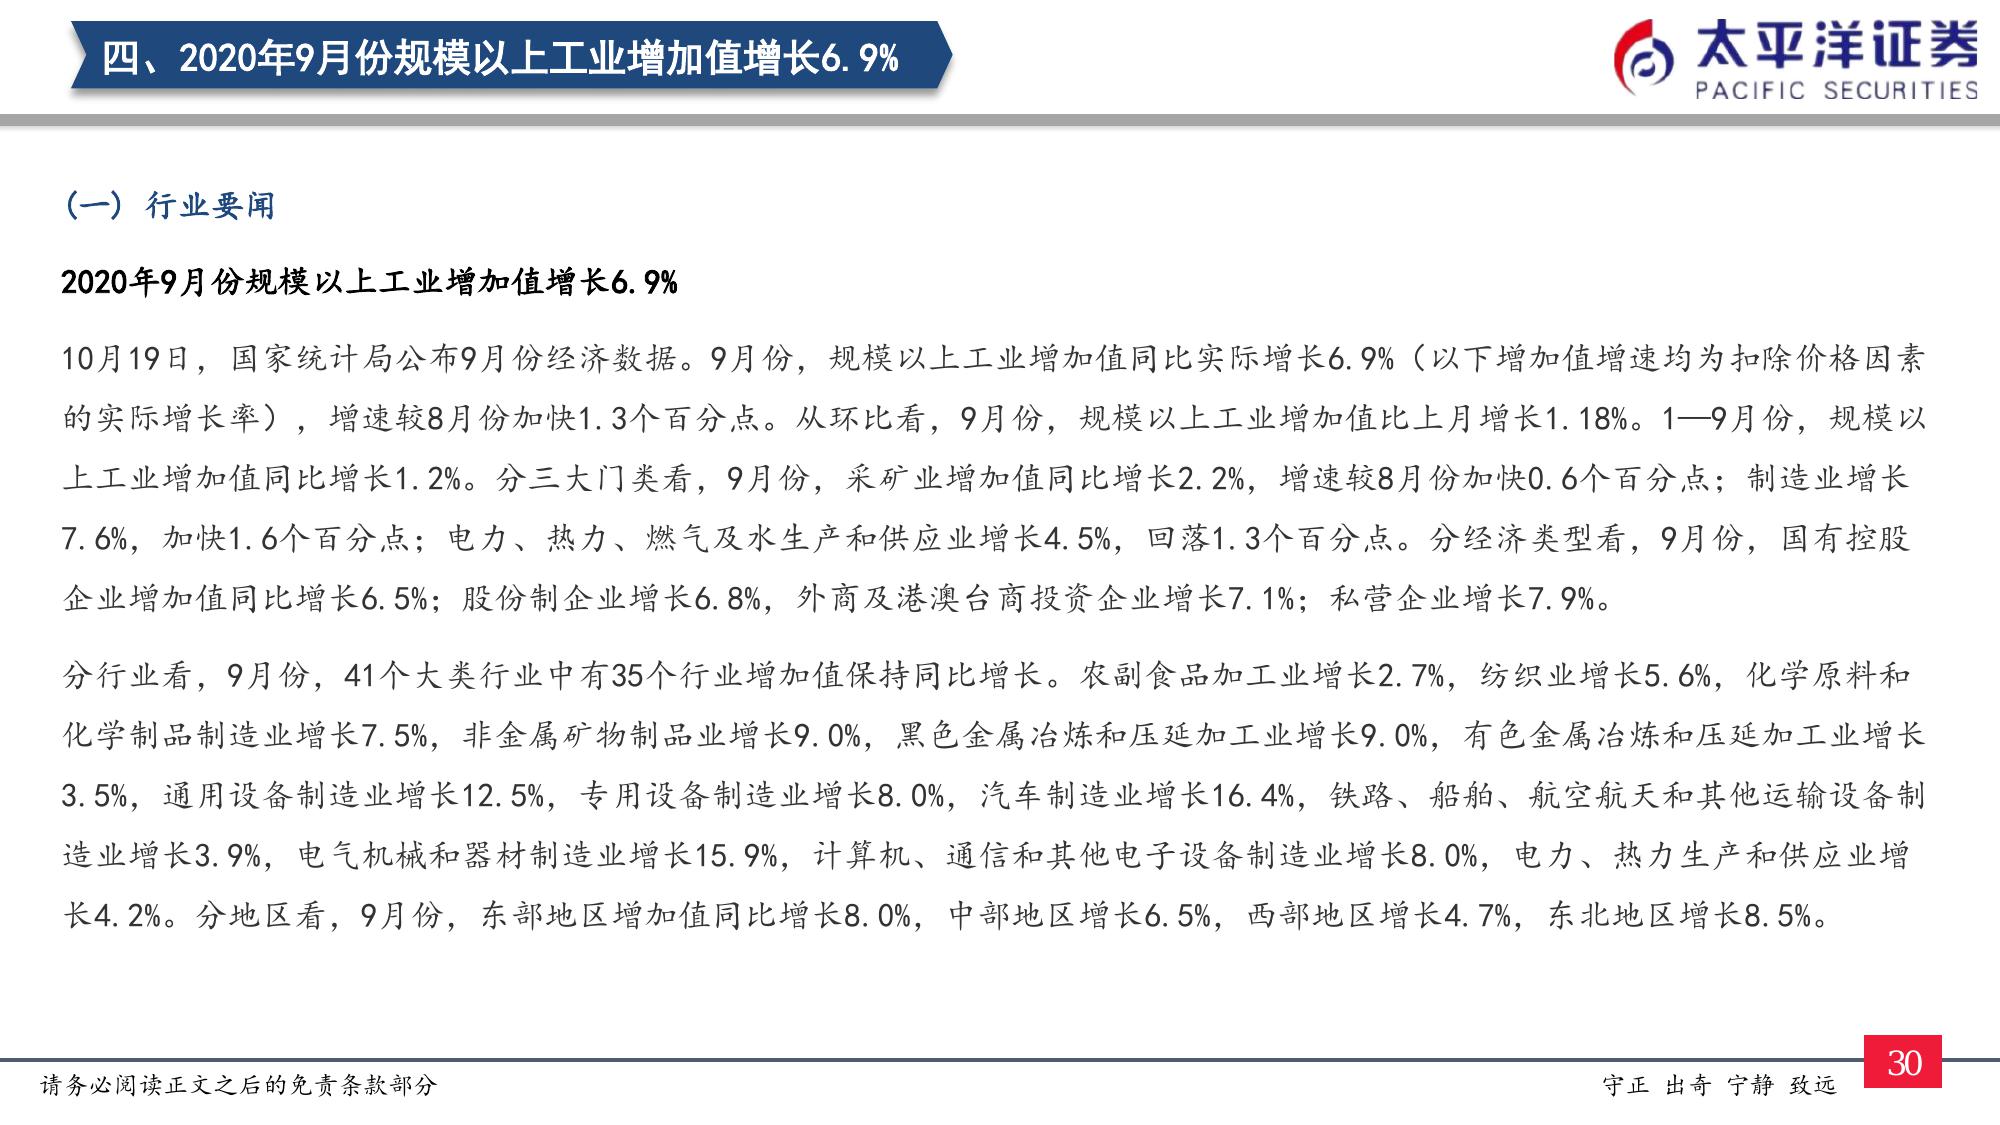 四、2020年9月份规模以上工业增加值增长6.9%
太平洋证券
PACIFIC SECURITIES
(一) 行业要闻
2020年9月份规模以上工业增加值增长6.9%
10月19日，国家统计局公布9月份经济数据。9月份，规模以上工业增加值同比实际增长6.9%（以下增加值增速均为扣除价格因素
的实际增长率），增速较8月份加快1.3个百分点。从环比看，9月份，规模以上工业增加值比上月增长1.18%。1—9月份，规模以
上工业增加值同比增长1.2%。分三大门类看，9月份，采矿业增加值同比增长2.2%，增速较8月份加快0.6个百分点；制造业增长
7.6%，加快1.6个百分点；电力、热力、燃气及水生产和供应业增长4.5%，回落1.3个百分点。分经济类型看，9月份，国有控股
企业增加值同比增长6.5%；股份制企业增长6.8%，外商及港澳台商投资企业增长7.1%；私营企业增长7.9%。
分行业看，9月份，41个大类行业中有35个行业增加值保持同比增长。农副食品加工业增长2.7%，纺织业增长5.6%，化学原料和
化学制品制造业增长7.5%，非金属矿物制品业增长9.0%，黑色金属冶炼和压延加工业增长9.0%，有色金属冶炼和压延加工业增长
3.5%，通用设备制造业增长12.5%，专用设备制造业增长8.0%，汽车制造业增长16.4%，铁路、船舶、航空航天和其他运输设备制
造业增长3.9%，电气机械和器材制造业增长15.9%，计算机、通信和其他电子设备制造业增长8.0%，电力、热力生产和供应业增
长4.2%。分地区看，9月份，东部地区增加值同比增长8.0%，中部地区增长6.5%，西部地区增长4.7%，东北地区增长8.5%。
请务必阅读正文之后的免责条款部分
守正 出奇 宁静 致远
30